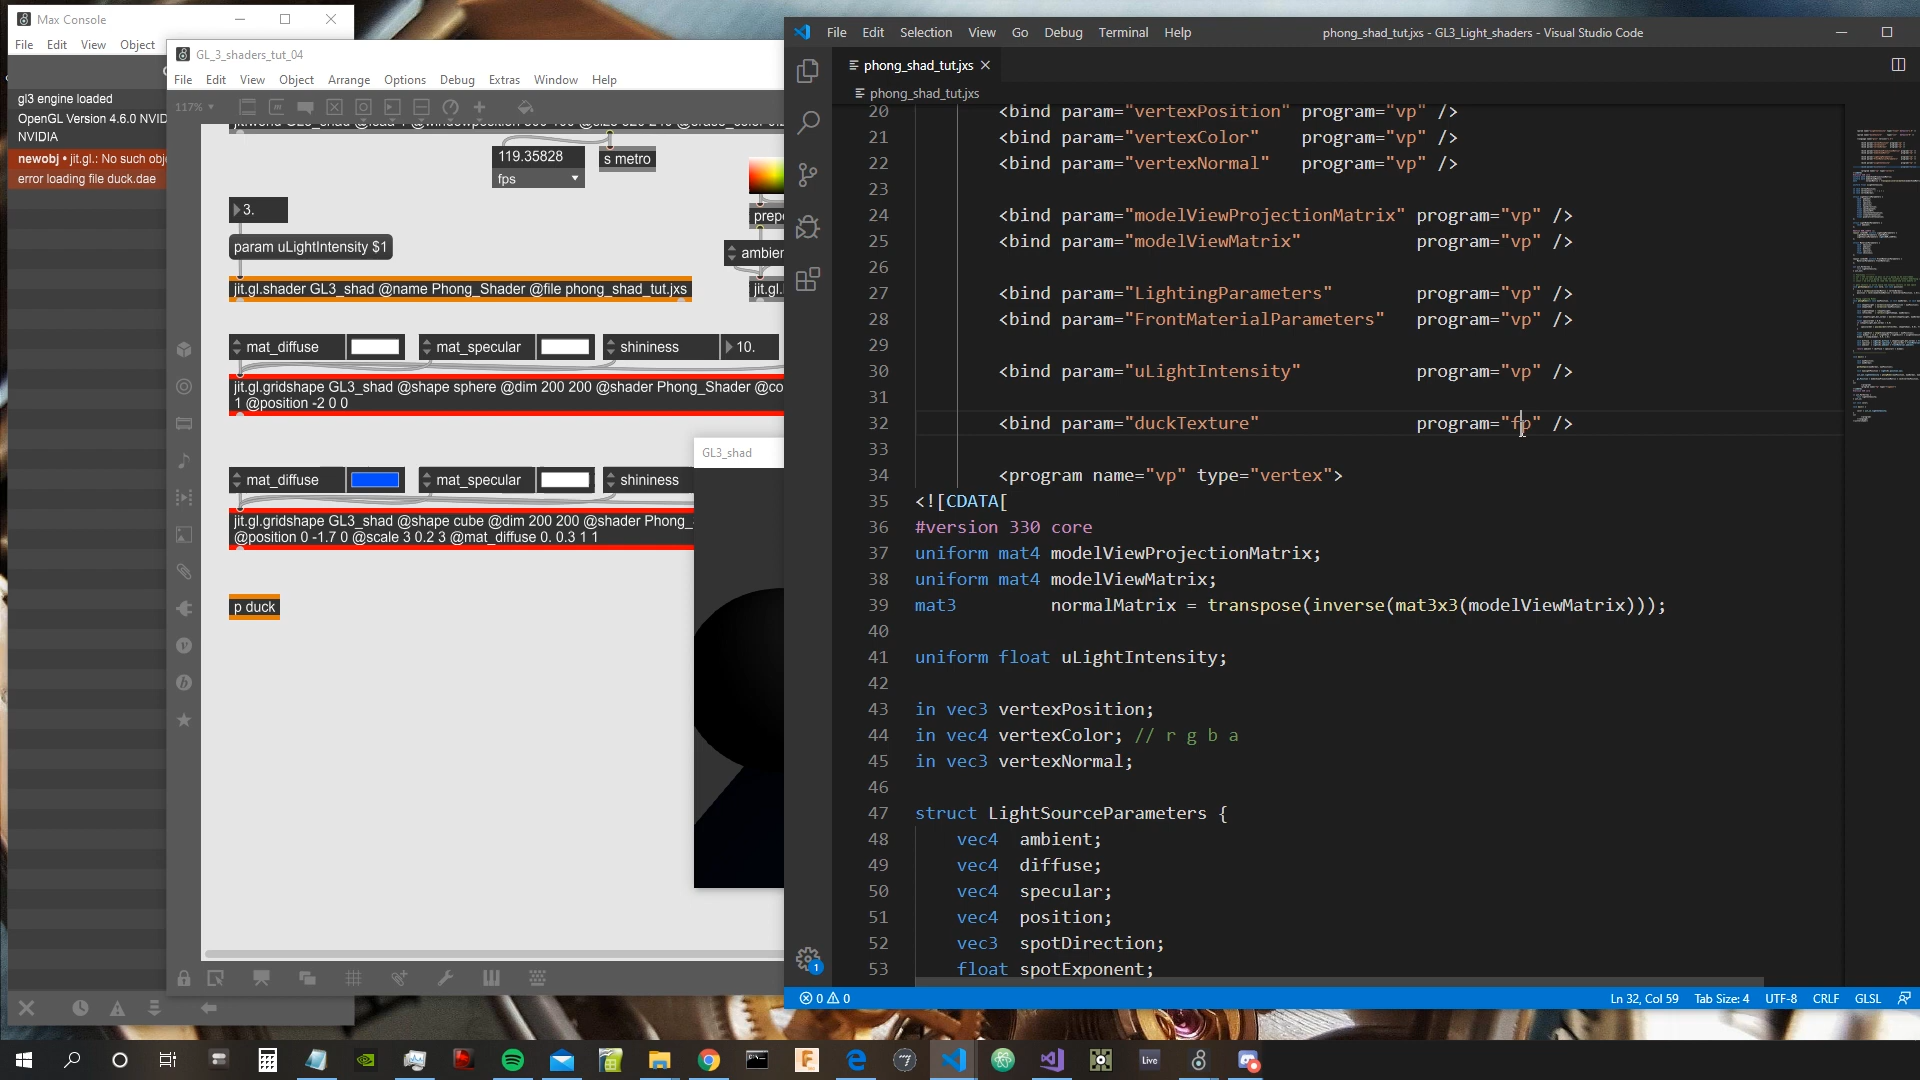 Max Console
File Edit View Object
gl3 engine loaded
OpenGL Version 4.6.0 NVID
NVIDIA
newobj • jit.gl.: No such obj
error loading file duck.dae
GL_3_shaders_tut_04
File Edit View Object Arrange Options Debug Extras Window Help
117%
119.35828
fps
s metro
3.
param uLightIntensity $1
prep
ambien
jit.gl.shader GL3_shad @name Phong_Shader @file phong_shad_tut.jxs
jit.gl.
mat_diffuse
mat_specular
shininess
10.
jit.gl.gridshape GL3_shad @shape sphere @dim 200 200 @shader Phong_Shader @co
1 @position -2 0 0
GL3_shad
mat_diffuse
mat_specular
shininess
jit.gl.gridshape GL3_shad @shape cube @dim 200 200 @shader Phong_
@position 0 -1.7 0 @scale 3 0.2 3 @mat_diffuse 0. 0.3 1 1
p duck
File Edit Selection View Go Debug Terminal Help
phong_shad_tut.jxs - GL3_Light_shaders - Visual Studio Code
phong_shad_tut.jxs
phong_shad_tut.jxs
20 <bind param="vertexPosition" program="vp" />
21 <bind param="vertexColor" program="vp" />
22 <bind param="vertexNormal" program="vp" />
23
24 <bind param="modelViewProjectionMatrix" program="vp" />
25 <bind param="modelViewMatrix" program="vp" />
26
27 <bind param="LightingParameters" program="vp" />
28 <bind param="FrontMaterialParameters" program="vp" />
29
30 <bind param="uLightIntensity" program="vp" />
31
32 <bind param="duckTexture" program="fp" />
33
34 <program name="vp" type="vertex">
35 <![CDATA[
36 #version 330 core
37 uniform mat4 modelViewProjectionMatrix;
38 uniform mat4 modelViewMatrix;
39 mat3 normalMatrix = transpose(inverse(mat3x3(modelViewMatrix)));
40
41 uniform float uLightIntensity;
42
43 in vec3 vertexPosition;
44 in vec4 vertexColor; // r g b a
45 in vec3 vertexNormal;
46
47 struct LightSourceParameters {
48 vec4 ambient;
49 vec4 diffuse;
50 vec4 specular;
51 vec4 position;
52 vec3 spotDirection;
53 float spotExponent;
1
0 0
Ln 32, Col 59 Tab Size: 4 UTF-8 CRLF GLSL
Live